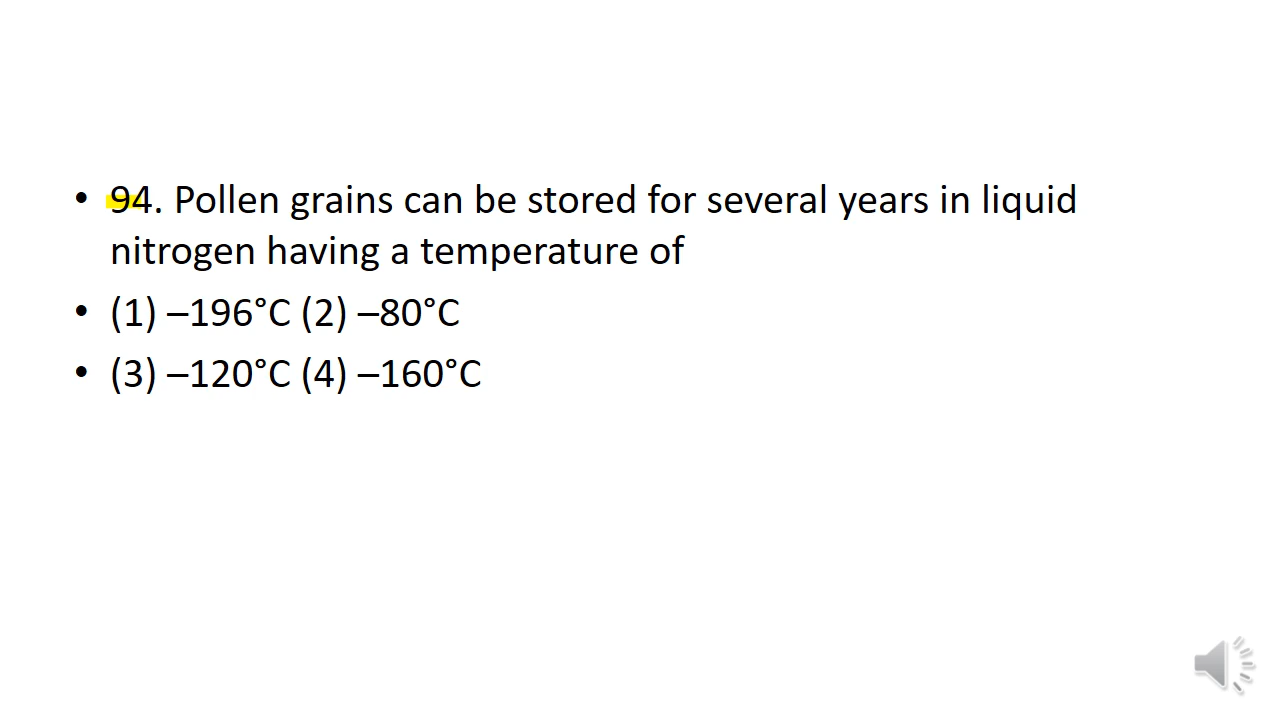 • 94. Pollen grains can be stored for several years in liquid
nitrogen having a temperature of
• (1) –196°C (2) –80°C
• (3) –120°C (4) –160°C